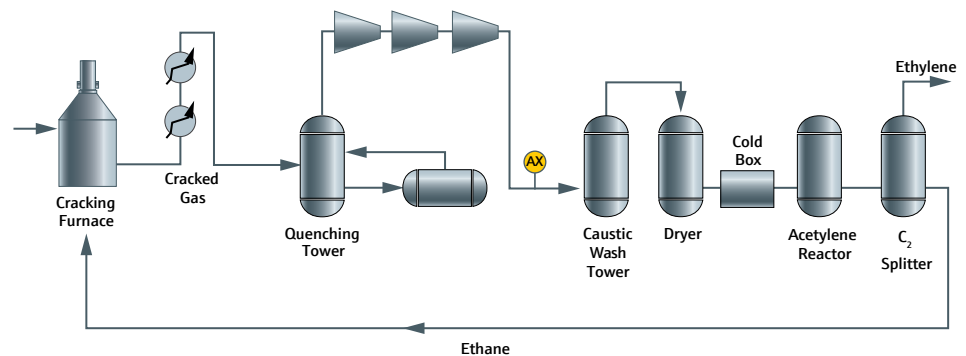 Cracking
Furnace
Cracked
Gas
Quenching
Tower
AX
Caustic
Wash
Tower
Dryer
Cold
Box
Acetylene
Reactor
C₂
Splitter
Ethylene
Ethane